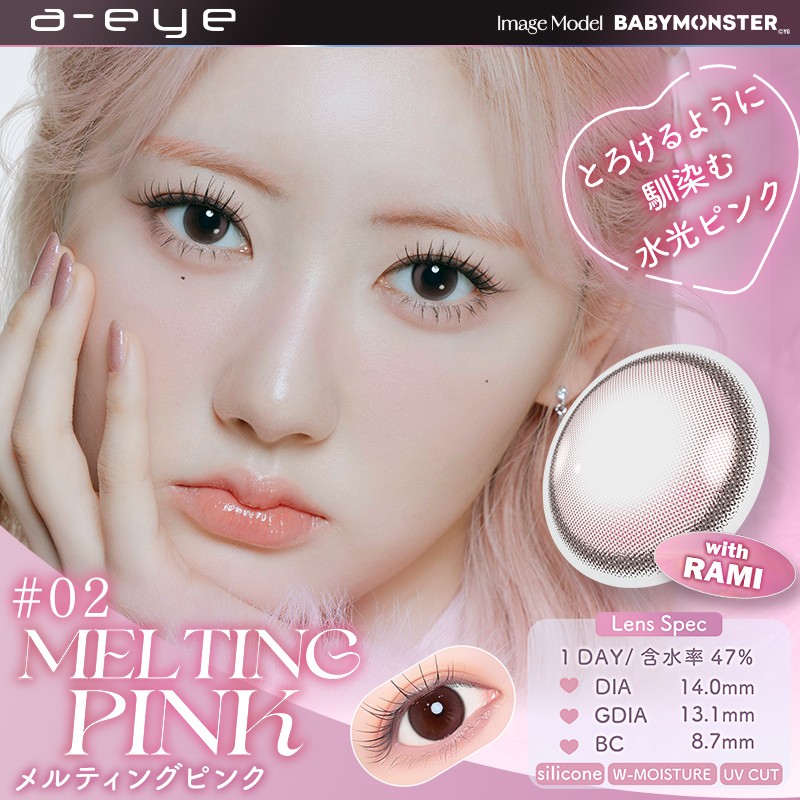 a-eye
Image Model BABYMONSTER ©YG
とろけるように
馴染む
水光ピンク
with
RAMI
#02
MELTING
PINK
メルティングピンク
Lens Spec
1 DAY/ 含水率 47%
DIA 14.0mm
GDIA 13.1mm
BC 8.7mm
silicone W-MOISTURE UV CUT